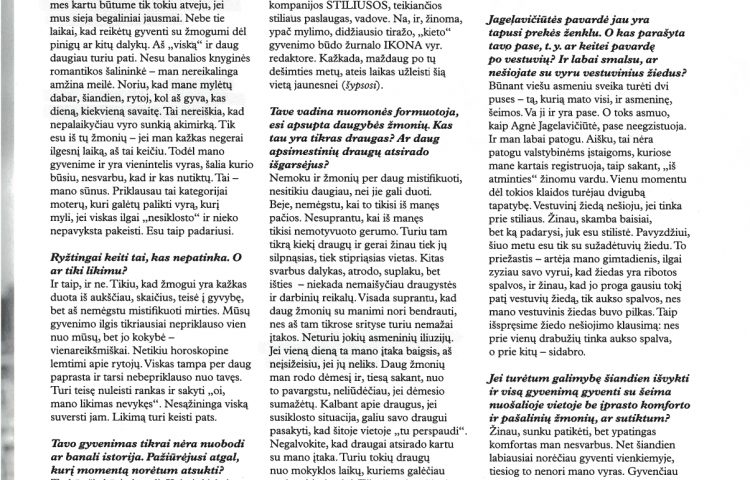 mes kartu būtume tik tokiu atveju, jei
mus sieja begaliniai jausmai. Nebe tie
laikai, kad reikėtų gyventi su žmogumi dėl
pinigų ar kitų dalykų. Aš „viską“ ir daug
daugiau turiu pati. Nesu banalios knyginės
romantikos šalininkė – man nereikalinga
amžina meilė. Noriu, kad mane mylėtų
dabar, šiandien, rytoj, kol aš gyva, kas
dieną, kiekvieną savaitę. Tai nereiškia, kad
nepalaikyčiau vyro sunkią akimirką. Tik
esu iš tų žmonių – jei man kažkas negerai
ilgesnį laiką, aš tai keičiu. Todėl mano
gyvenime ir yra vienintelis vyras, šalia kurio
būsiu, nesvarbu, kad ir kas nutiktų. Tai –
mano sūnus. Priklausau tai kategorijai
moterų, kuri galėtų palikti vyrą, kurį
myli, jei viskas ilgai „nesiklosto“ ir nieko
nepavyksta pakeisti. Esu taip padariusi.
Ryžtingai keiti tai, kas nepatinka. O
ar tiki likimu?
Ir taip, ir ne. Tikiu, kad žmogui yra kažkas
duota iš aukščiau, skaičius, teisė į gyvybę,
bet aš nemėgstu mistifikuoti mirties. Mūsų
gyvenimo ilgis tikriausiai nepriklauso vien
nuo mūsų, bet jo kokybė –
vienareikšmiškai. Netikiu horoskopine
lemtimi apie rytojų. Viskas tampa per daug
paprasta ir tarsi nebepriklauso nuo tavęs.
Turi teisę nuleisti rankas ir sakyti „oi,
mano likimas nevykęs“. Nesąžininga viską
suversti jam. Likimą turi keisti pats.
Tavo gyvenimas tikrai nėra nuobodi
ar banali istorija. Pažiūrėjusi atgal,
kurį momentą norėtum atsukti?
kompanijos STILIUSOS, teikiančios
stiliaus paslaugas, vadove. Na, ir, žinoma,
ypač mylimo, didžiausio tiražo, „kieto“
gyvenimo būdo žurnalo IKONA vyr.
redaktore. Kažkada, maždaug po tų
dešimties metų, ateis laikas užleisti šią
vietą jaunesnei (šypsosi).
Tave vadina nuomonės formuotoja,
esi apsupta daugybės žmonių. Kas
tau yra tikras draugas? Ar daug
apsimestinių draugų atsirado
išgarsėjus?
Nemoku ir žmonių per daug mistifikuoti,
nesitikiu daugiau, nei jie gali duoti.
Beje, nemėgstu, kai to tikisi iš manęs
pačios. Nesuprantu, kai iš manęs
tikisi nemotyvuoto gerumo. Turiu tam
tikrą kiekį draugų ir gerai žinau tiek jų
silpnąsias, tiek stipriąsias vietas. Kitas
svarbus dalykas, atrodo, suplaku, bet
išties – niekada nemaišyčiau draugystės
ir darbinių reikalų. Visada suprantu, kad
daug žmonių su manimi nori bendrauti,
nes aš tam tikrose srityse turiu nemažai
įtakos. Neturiu jokių asmeninių iliuzijų.
Jei vieną dieną ta mano įtaka baigsis, aš
neįsižeisiu, jei jų neliks. Daug žmonių
man rodo dėmesį ir, tiesą sakant, nuo
to pavargstu, neliūdėčiau, jei dėmesio
sumažėtų. Kalbant apie draugus, jei
susiklosto situacija, galiu savo draugui
pasakyti, kad šitoje vietoje „tu perspaudi“.
Negalvokite, kad draugai atsirado kartu
su mano įtaka. Turiu tokių draugų
nuo mokyklos laikų, kuriems galėčiau
Jagelavičiūtės pavardė jau yra
tapusi prekės ženklu. O kas parašyta
tavo pase, t. y. ar keitei pavardę
po vestuvių? Ir labai smalsu, ar
nešiojate su vyru vestuvinius žiedus?
Būnant viešu asmeniu sveika turėti dvi
puses – tą, kurią mato visi, ir asmeninę,
šeimos. Va ji ir yra pase. O toks asmuo,
kaip Agnė Jagelavičiūtė, pase neegzistuoja.
Ir man labai patogu. Aišku, tai nėra
patogu valstybinėms įstaigoms, kuriose
mane kartais registruoja, taip sakant, „iš
atminties“ žinomu vardu. Vienu momentu
dėl tokios klaidos turėjau dvigubą
tapatybę. Vestuvinį žiedą nešioju, jei tinka
prie stiliaus. Žinau, skamba baisiai,
bet ką padarysi, juk esu stilistė. Pavyzdžiui,
šiuo metu esu tik su sužadėtuvių žiedu. To
priežastis – artėja mano gimtadienis, ilgai
zyziau savo vyrui, kad žiedas yra ribotos
spalvos, ir žinau, kad jo proga gausiu tokį
patį vestuvių žiedą, tik aukso spalvos, nes
mano vestuvinis žiedas buvo pilkas. Taip
išspręsime žiedo nešiojimo klausimą: nes
prie vienų drabužių tinka aukso spalva,
o prie kitų – sidabro.
Jei turėtum galimybę šiandien išvykti
ir visą gyvenimą gyventi su šeima
nuošalioje vietoje be įprasto komforto
ir pašalinių žmonių, ar sutiktum?
Žinau, sunku patikėti, bet ypatingas
komfortas man nesvarbus. Net šiandien
labiausiai norėčiau gyventi vienkiemyje,
tiesiog to nenori mano vyras. Gyvenčiau